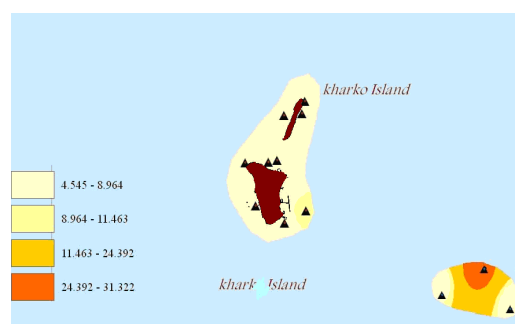 kharko Island
4.545 - 8.964
8.964 - 11.463
11.463 - 24.392
24.392 - 31.322
Island